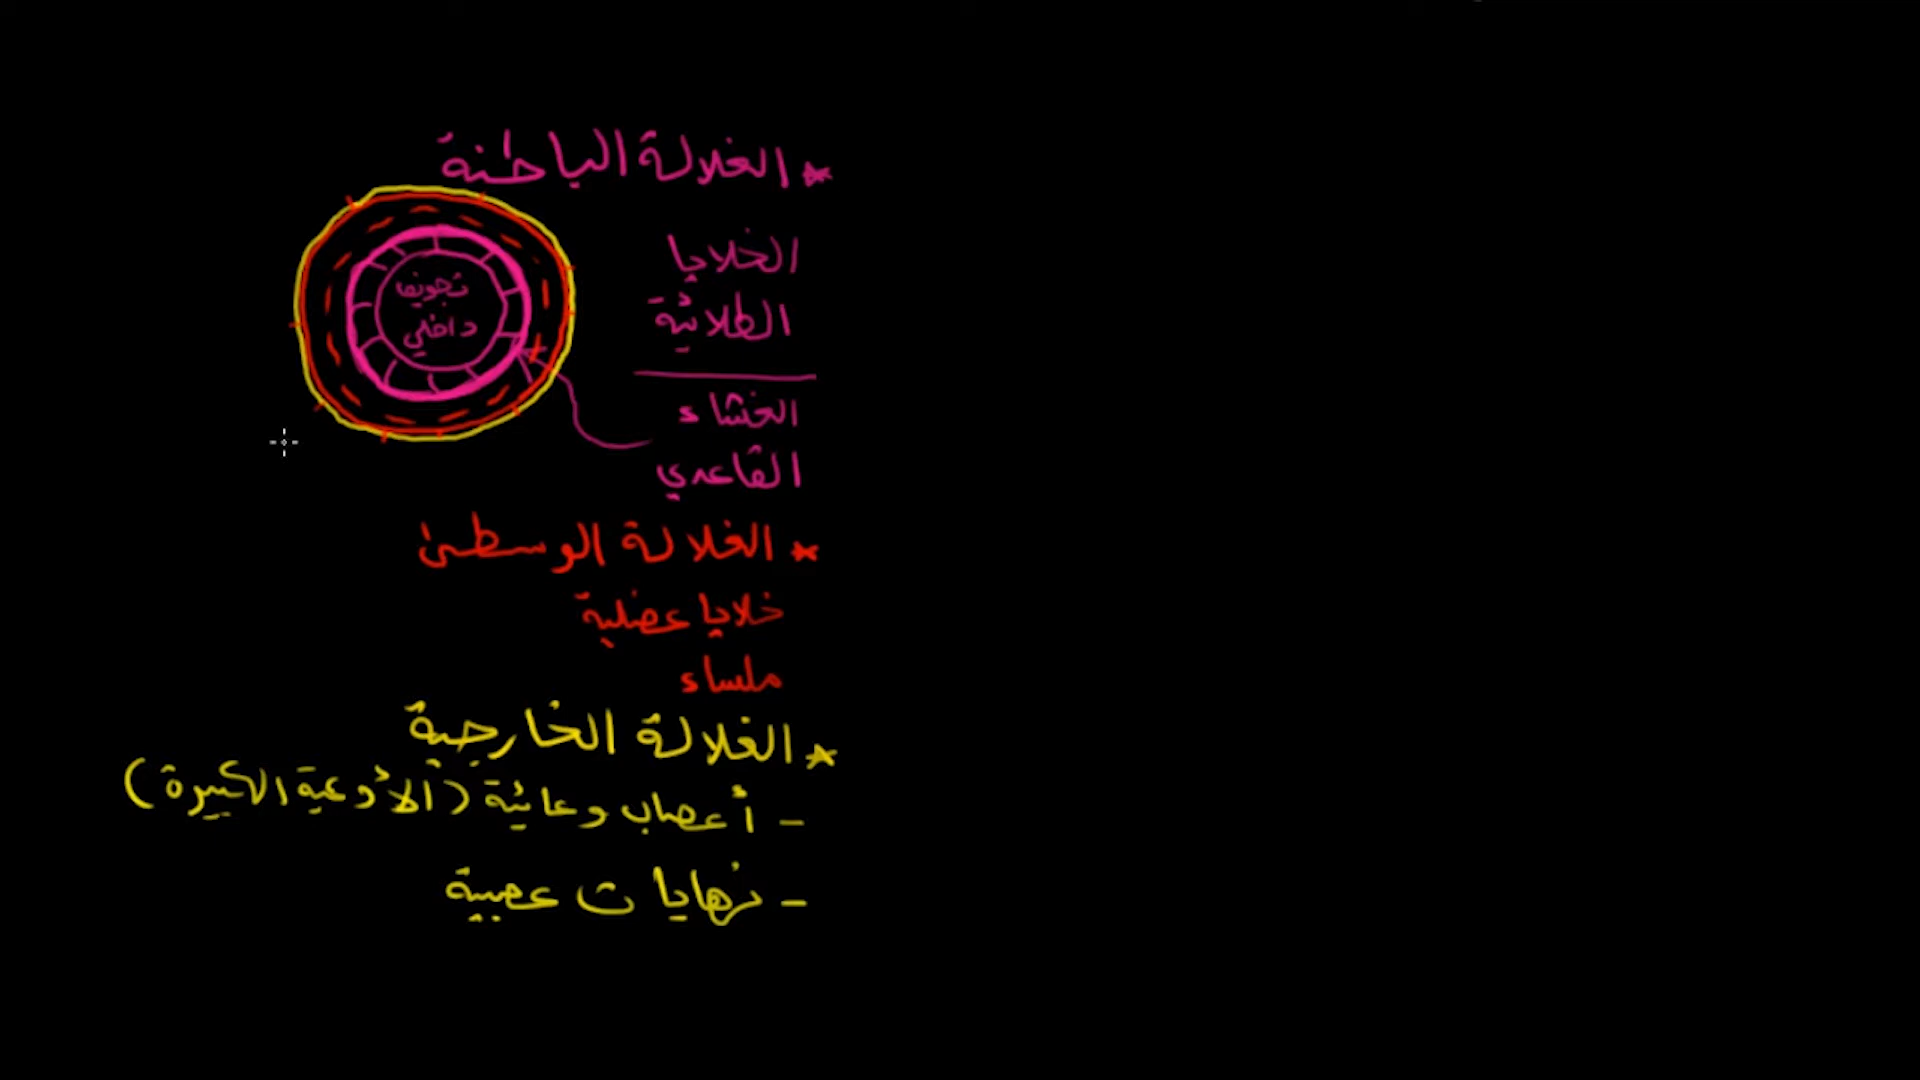 * الغلالة الباطنة
تجويف
داخلي
الخلايا
الطلائية
الغشاء
القاعدي
* الغلالة الوسطى
خلايا عضلية
ملساء
* الغلالة الخارجية
- أعصاب وعائية (الأوعية الكبيرة)
- نهايات عصبية